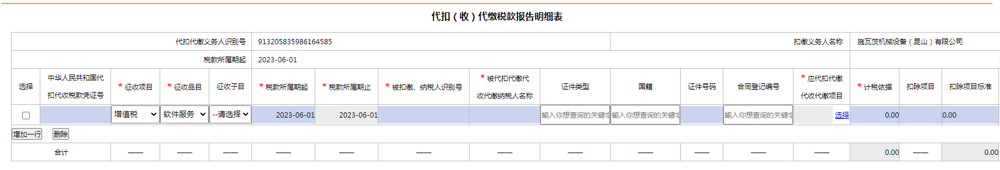 代扣（收）代缴税款报告明细表
代扣代缴义务人识别号 913205835986164585 扣缴义务人名称 施瓦茨机械设备（昆山）有限公司
税款所属期起 2023-06-01
选择 中华人民共和国代扣代收税款凭证号 * 征收项目 * 征收品目 征收子目 * 税款所属期起 * 税款所属期止 * 被扣缴、纳税人识别号 * 被代扣代缴代收代缴纳税人名称 证件类型 国籍 证件号码 合同登记编号 * 应代扣代缴代收代缴项目 * 计税依据 扣除项目 扣除项目标准
增值税 软件服务 --请选择 2023-06-01 2023-06-01 输入你想查询的关键字 输入你想查询的关键字 输入你想查询的关键字 选择 0.00 0.00
增加一行 删除
合计 —— —— —— —— —— —— —— —— —— —— —— —— 0.00 —— 0.00